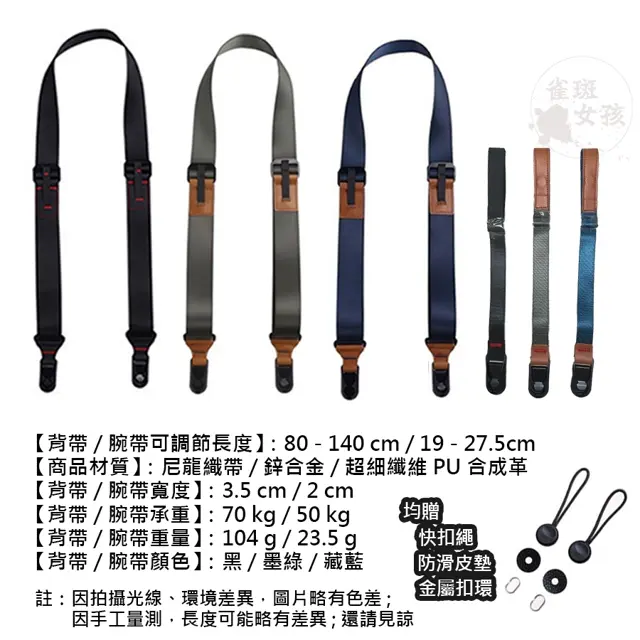 雀斑
女孩
【背帶 / 腕帶可調節長度】: 80 - 140 cm / 19 - 27.5cm
【商品材質】: 尼龍織帶 / 鋅合金 / 超細纖維 PU 合成革
【背帶 / 腕帶寬度】: 3.5 cm / 2 cm
【背帶 / 腕帶承重】: 70 kg / 50 kg
【背帶 / 腕帶重量】: 104 g / 23.5 g
【背帶 / 腕帶顏色】: 黑 / 墨綠 / 藏藍
均贈
快扣繩
防滑皮墊
金屬扣環
註：因拍攝光線、環境差異，圖片略有色差；
因手工量測，長度可能略有差異；還請見諒